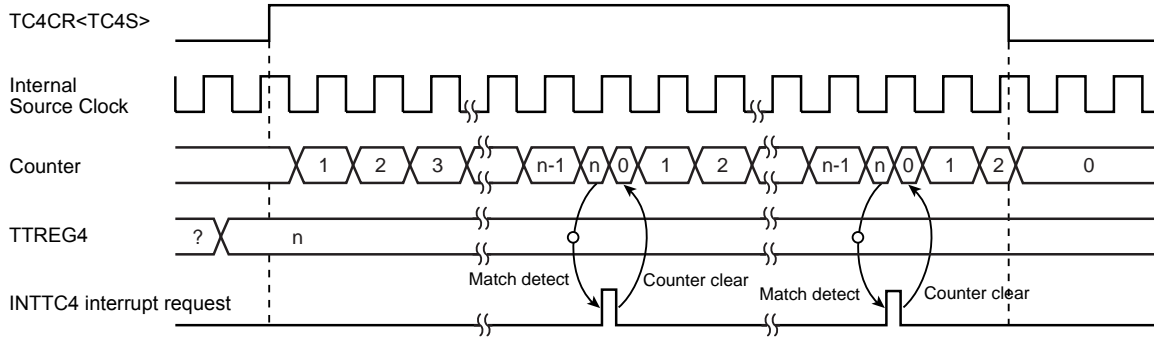 TC4CR<TC4S>
Internal
Source Clock
Counter
1 2 3 n-1 n 0 1 2 n-1 n 0 1 2 0
TTREG4
? n
Match detect Counter clear Match detect Counter clear
INTTC4 interrupt request